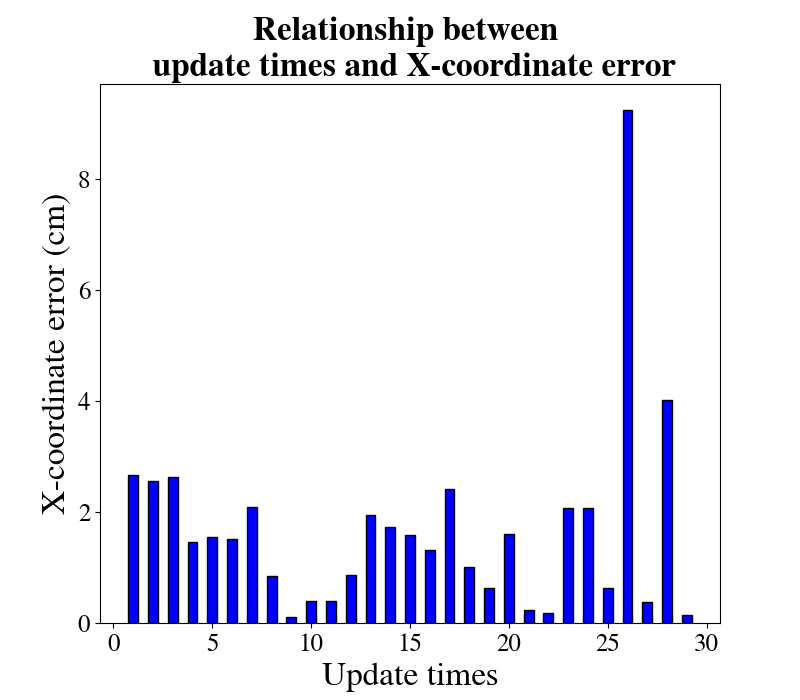 Relationship between
update times and X-coordinate error
X-coordinate error (cm)
8
6
4
2
0
0 5 10 15 20 25 30
Update times